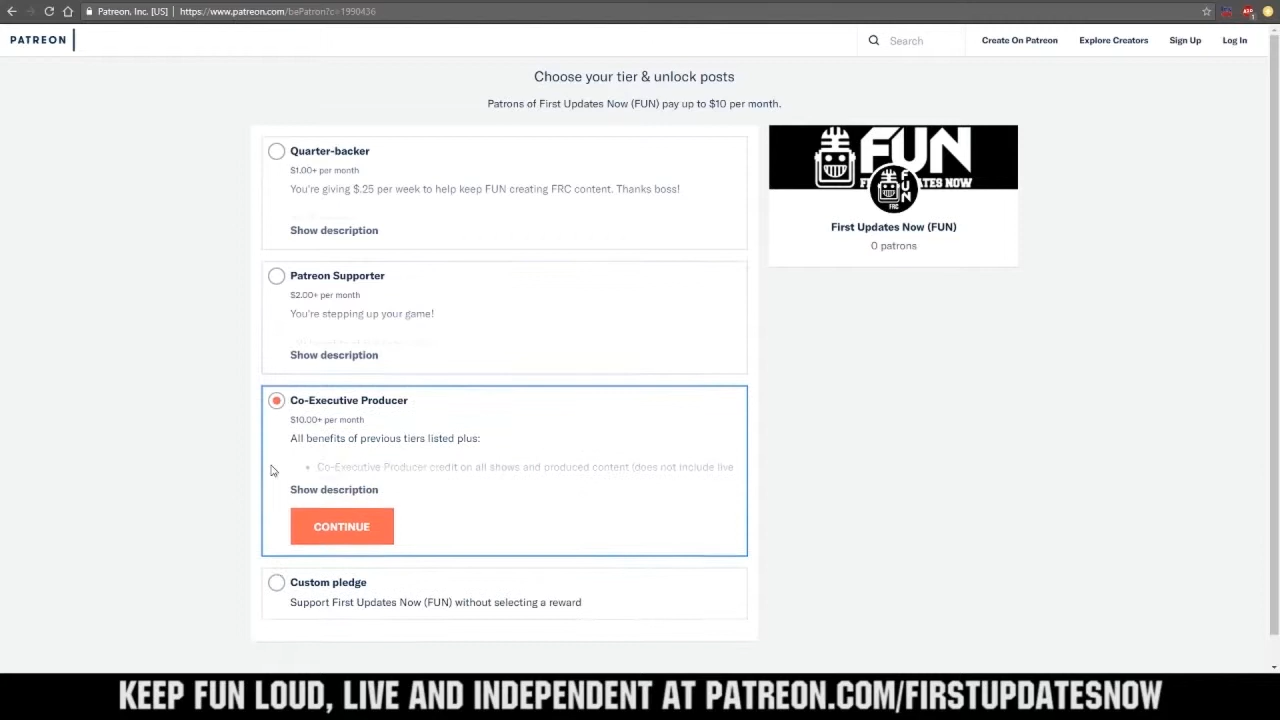 Patreon, Inc. [US] | https://www.patreon.com/bePatron?c=1990436
PATREON
Search
Create On Patreon
Explore Creators
Sign Up
Log In
Choose your tier & unlock posts
Patrons of First Updates Now (FUN) pay up to $10 per month.
Quarter-backer
$1.00+ per month
You're giving $.25 per week to help keep FUN creating FRC content. Thanks boss!
Show description
Patreon Supporter
$2.00+ per month
You're stepping up your game!
Show description
Co-Executive Producer
$10.00+ per month
All benefits of previous tiers listed plus:
• Co-Executive Producer credit on all shows and produced content (does not include live
Show description
CONTINUE
Custom pledge
Support First Updates Now (FUN) without selecting a reward
FUN
FUN
FRC
First Updates Now (FUN)
0 patrons
KEEP FUN LOUD, LIVE AND INDEPENDENT AT PATREON.COM/FIRSTUPDATESNOW